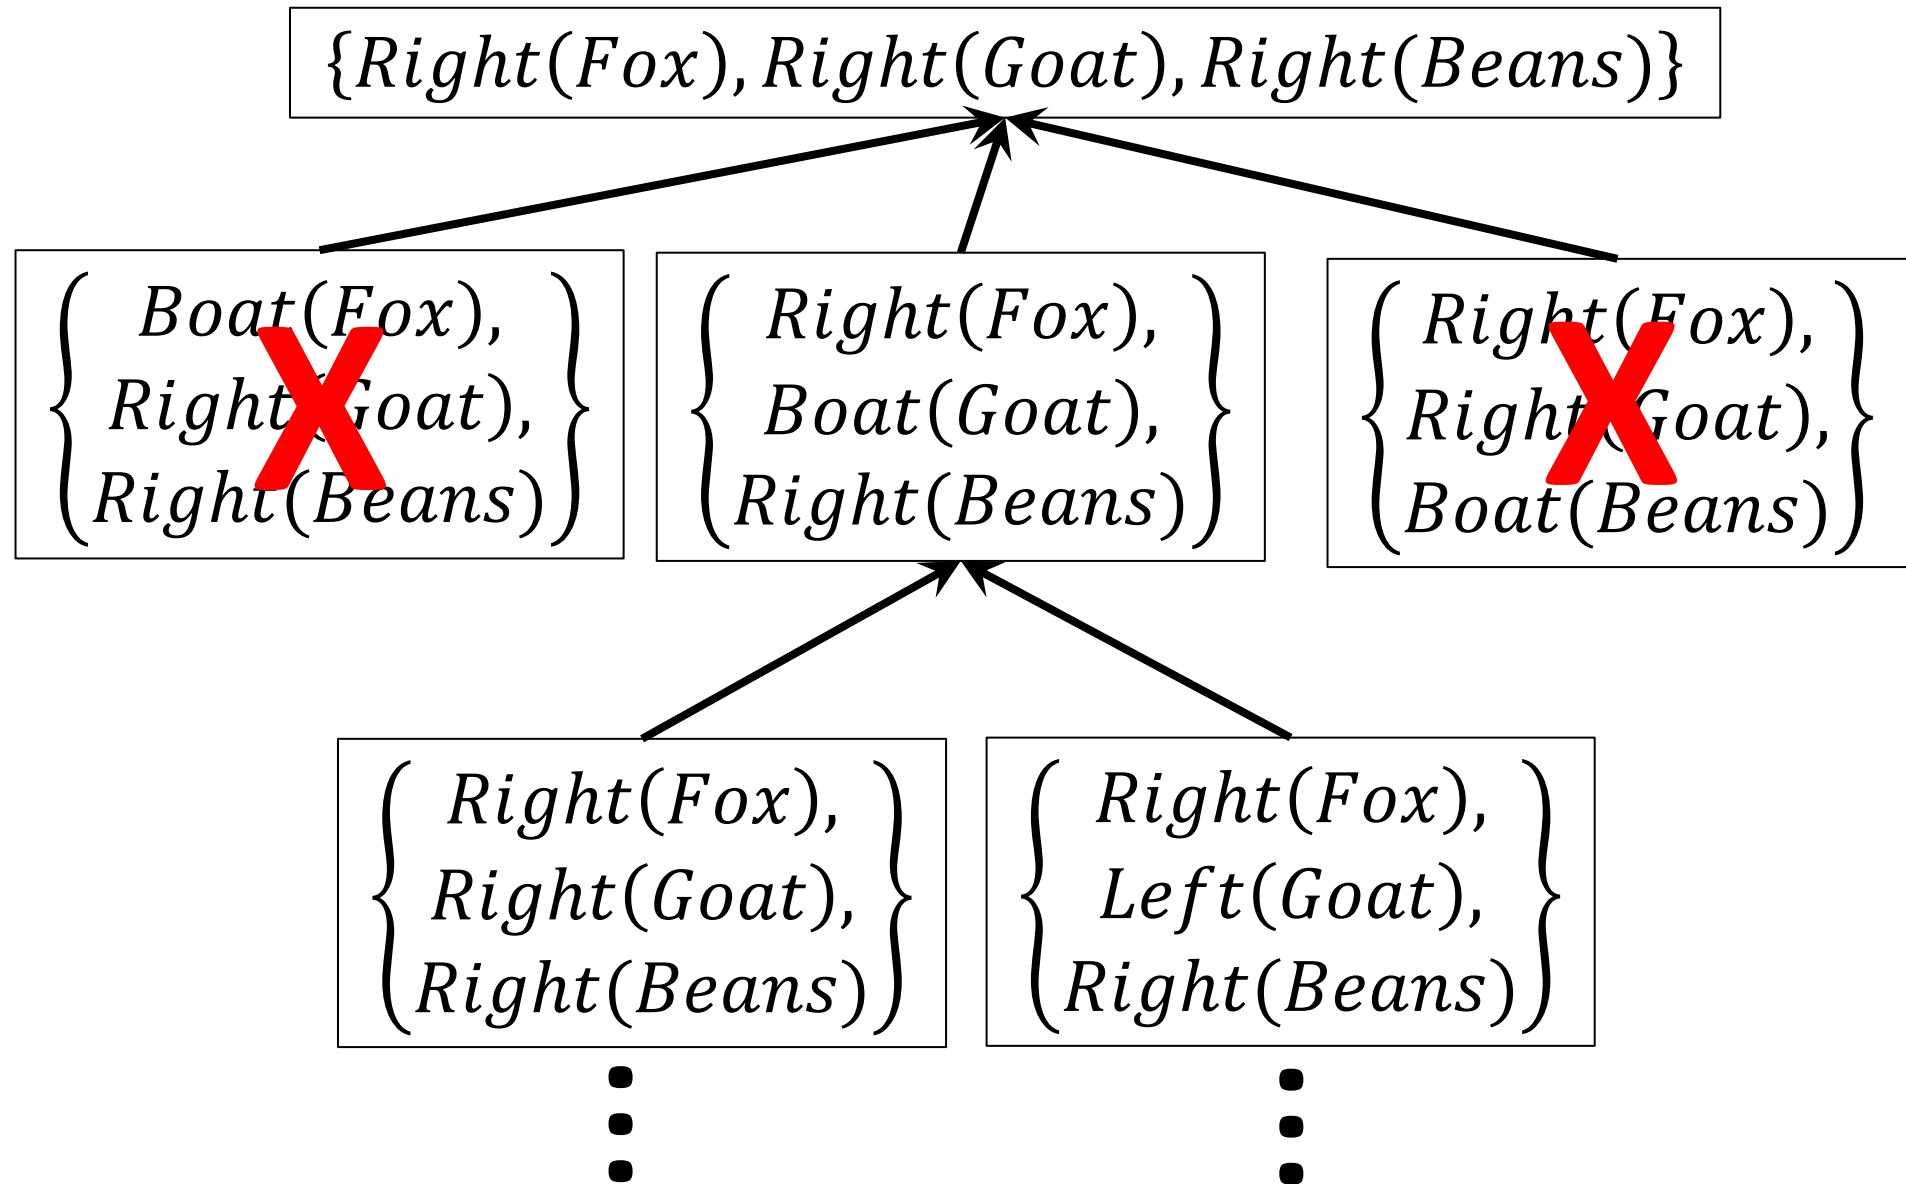 {Right(Fox), Right(Goat), Right(Beans)}
Boat(Fox),
Right(Goat),
Right(Beans)
X
Right(Fox),
Boat(Goat),
Right(Beans)
Right(Fox),
Right(Goat),
Boat(Beans)
X
Right(Fox),
Right(Goat),
Right(Beans)
Right(Fox),
Left(Goat),
Right(Beans)